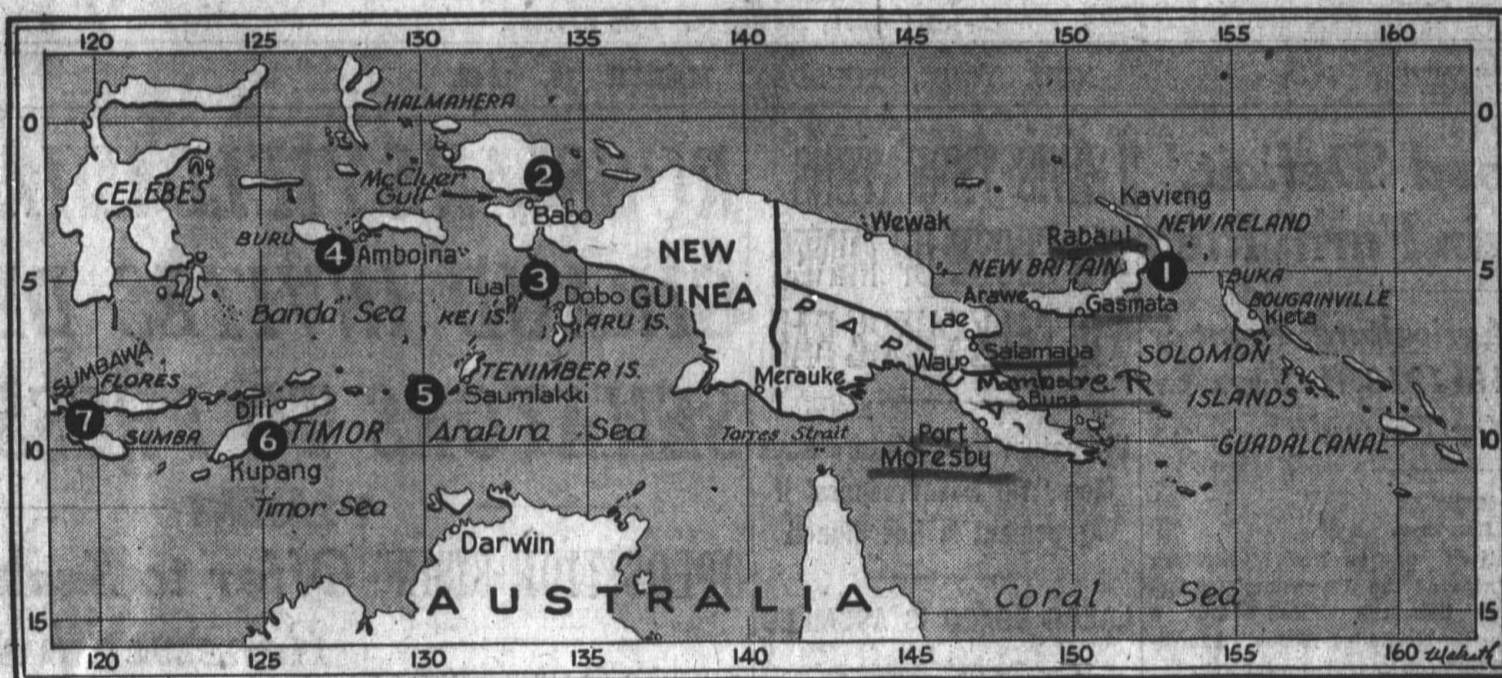 120 125 130 135 140 145 150 155 160
0 0
HALMAHERA
CELEBES
McCluer
Gulf
2
Babo
Kavieng
NEW IRELAND
Wewak
Rabaul
BURU
4
Amboina
NEW
GUINEA
1
5 5
3
Tual
Dobo
KEI IS.
ARU IS.
Banda Sea
NEW BRITAIN
Arawe
Gasmata
BUKA
BOUGAINVILLE
Kieta
PAP
Lae
Salamaua
Wau
SOLOMON
ISLANDS
SUMBAWA
FLORES
TENIMBER IS.
5
Saumlakki
Merauke
Mambare R
Buna
7
Dili
SUMBA
6
TIMOR
Arafura Sea
Torres Strait
Port
Moresby
GUADALCANAL
10 10
Kupang
Timor Sea
Darwin
AUSTRALIA
Coral Sea
15 15
120 125 130 135 140 145 150 155 160